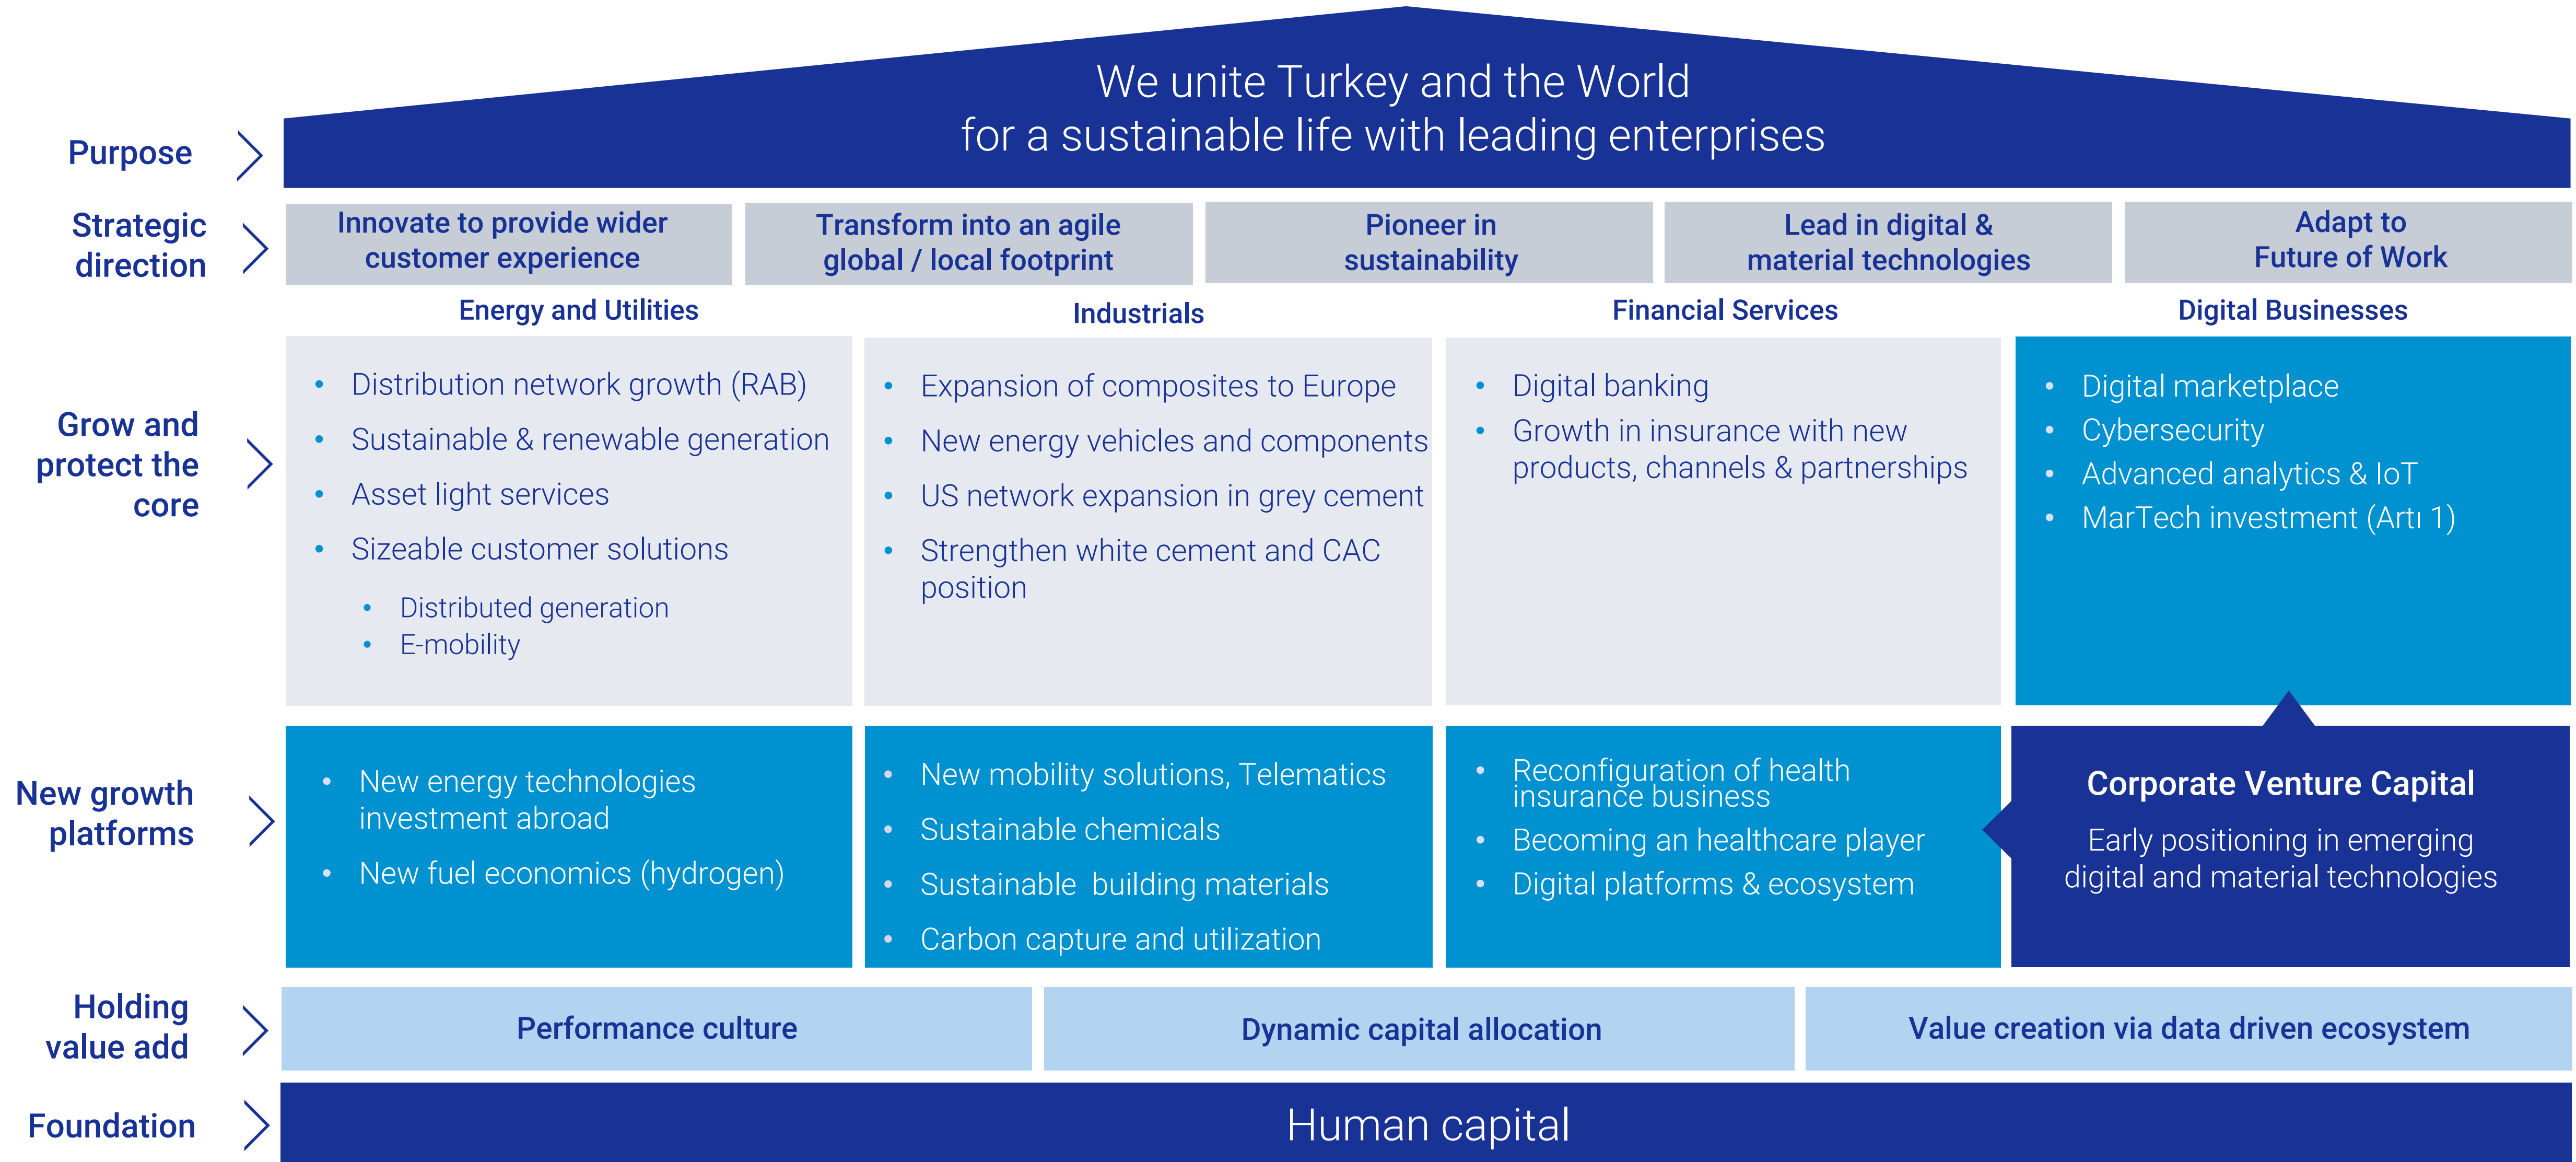 We unite Turkey and the World
for a sustainable life with leading enterprises
Purpose
Strategic
direction
Innovate to provide wider
customer experience
Transform into an agile
global / local footprint
Pioneer in
sustainability
Lead in digital &
material technologies
Adapt to
Future of Work
Energy and Utilities
Industrials
Financial Services
Digital Businesses
Grow and
protect the
core
• Distribution network growth (RAB)
• Sustainable & renewable generation
• Asset light services
• Sizeable customer solutions
• Distributed generation
• E-mobility
• Expansion of composites to Europe
• New energy vehicles and components
• US network expansion in grey cement
• Strengthen white cement and CAC
position
• Digital banking
• Growth in insurance with new
products, channels & partnerships
• Digital marketplace
• Cybersecurity
• Advanced analytics & IoT
• MarTech investment (Artı 1)
New growth
platforms
• New energy technologies
investment abroad
• New fuel economics (hydrogen)
• New mobility solutions, Telematics
• Sustainable chemicals
• Sustainable  building materials
• Carbon capture and utilization
• Reconfiguration of health
insurance business
• Becoming an healthcare player
• Digital platforms & ecosystem
Corporate Venture Capital
Early positioning in emerging
digital and material technologies
Holding
value add
Performance culture
Dynamic capital allocation
Value creation via data driven ecosystem
Foundation
Human capital